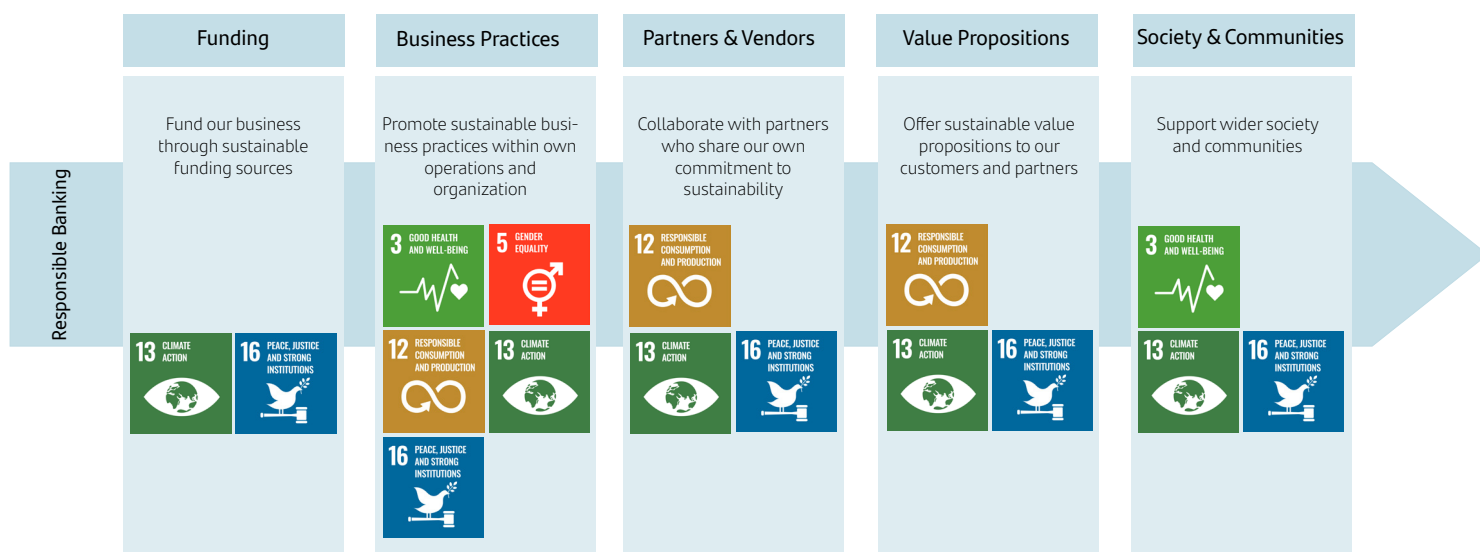 Responsible Banking
Funding
Fund our business
through sustainable
funding sources
13 CLIMATE
ACTION
16 PEACE, JUSTICE
AND STRONG
INSTITUTIONS
Business Practices
Promote sustainable busi-
ness practices within own
operations and
organization
3 GOOD HEALTH
AND WELL-BEING
5 GENDER
EQUALITY
12 RESPONSIBLE
CONSUMPTION
AND PRODUCTION
13 CLIMATE
ACTION
16 PEACE, JUSTICE
AND STRONG
INSTITUTIONS
Partners & Vendors
Collaborate with partners
who share our own
commitment to
sustainability
12 RESPONSIBLE
CONSUMPTION
AND PRODUCTION
13 CLIMATE
ACTION
16 PEACE, JUSTICE
AND STRONG
INSTITUTIONS
Value Propositions
Offer sustainable value
propositions to our
customers and partners
12 RESPONSIBLE
CONSUMPTION
AND PRODUCTION
13 CLIMATE
ACTION
16 PEACE, JUSTICE
AND STRONG
INSTITUTIONS
Society & Communities
Support wider society
and communities
3 GOOD HEALTH
AND WELL-BEING
13 CLIMATE
ACTION
16 PEACE, JUSTICE
AND STRONG
INSTITUTIONS